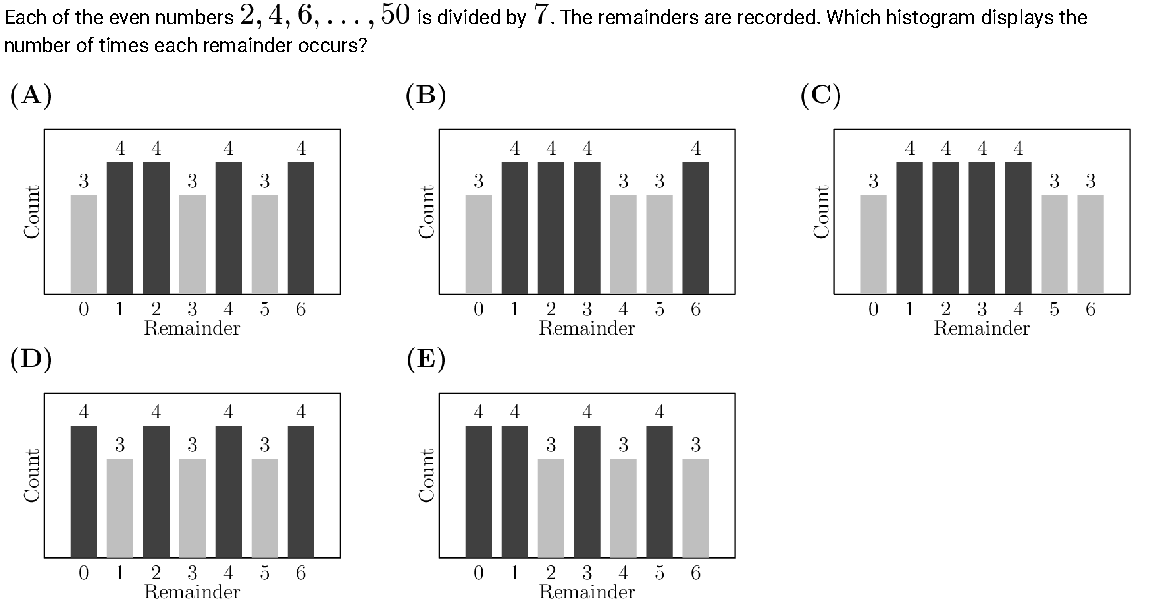 Each of the even numbers 2, 4, 6, . . . , 50 is divided by 7. The remainders are recorded. Which histogram displays the
number of times each remainder occurs?
(A)
(B)
(C)
3 4 4 3 4 3 4
Count
0 1 2 3 4 5 6
Remainder
3 4 4 4 3 3 4
Count
0 1 2 3 4 5 6
Remainder
3 4 4 4 4 3 3
Count
0 1 2 3 4 5 6
Remainder
(D)
(E)
4 3 4 3 4 3 4
Count
0 1 2 3 4 5 6
Remainder
4 4 3 4 3 4 3
Count
0 1 2 3 4 5 6
Remainder